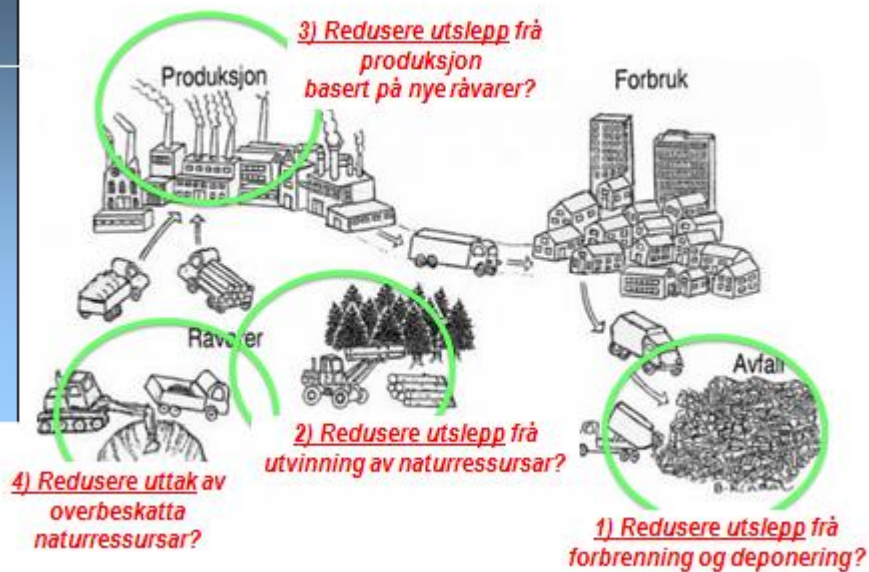 3) Redusere utslepp frå
produksjon
basert på nye råvarer?
Produksjon
Forbruk
Råvarer
Avfall
2) Redusere utslepp frå
utvinning av naturressursar?
4) Redusere uttak av
overbeskatta
naturressursar?
1) Redusere utslepp frå
forbrenning og deponering?